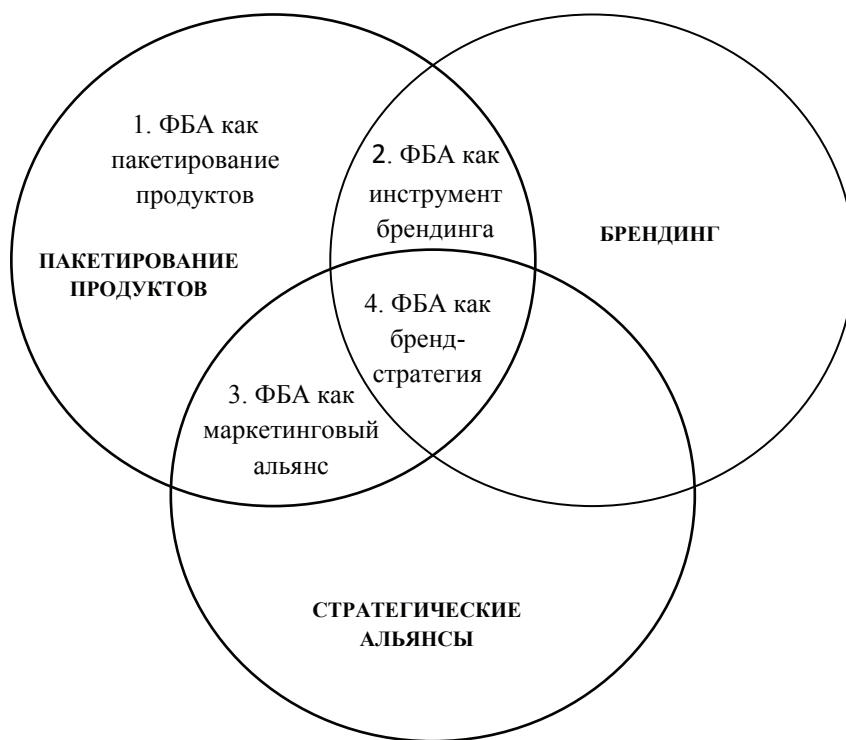 1. ФБА как
пакетирование
продуктов
2. ФБА как
инструмент
брендинга
БРЕНДИНГ
ПАКЕТИРОВАНИЕ
ПРОДУКТОВ
4. ФБА как
бренд-
стратегия
3. ФБА как
маркетинговый
альянс
СТРАТЕГИЧЕСКИЕ
АЛЬЯНСЫ